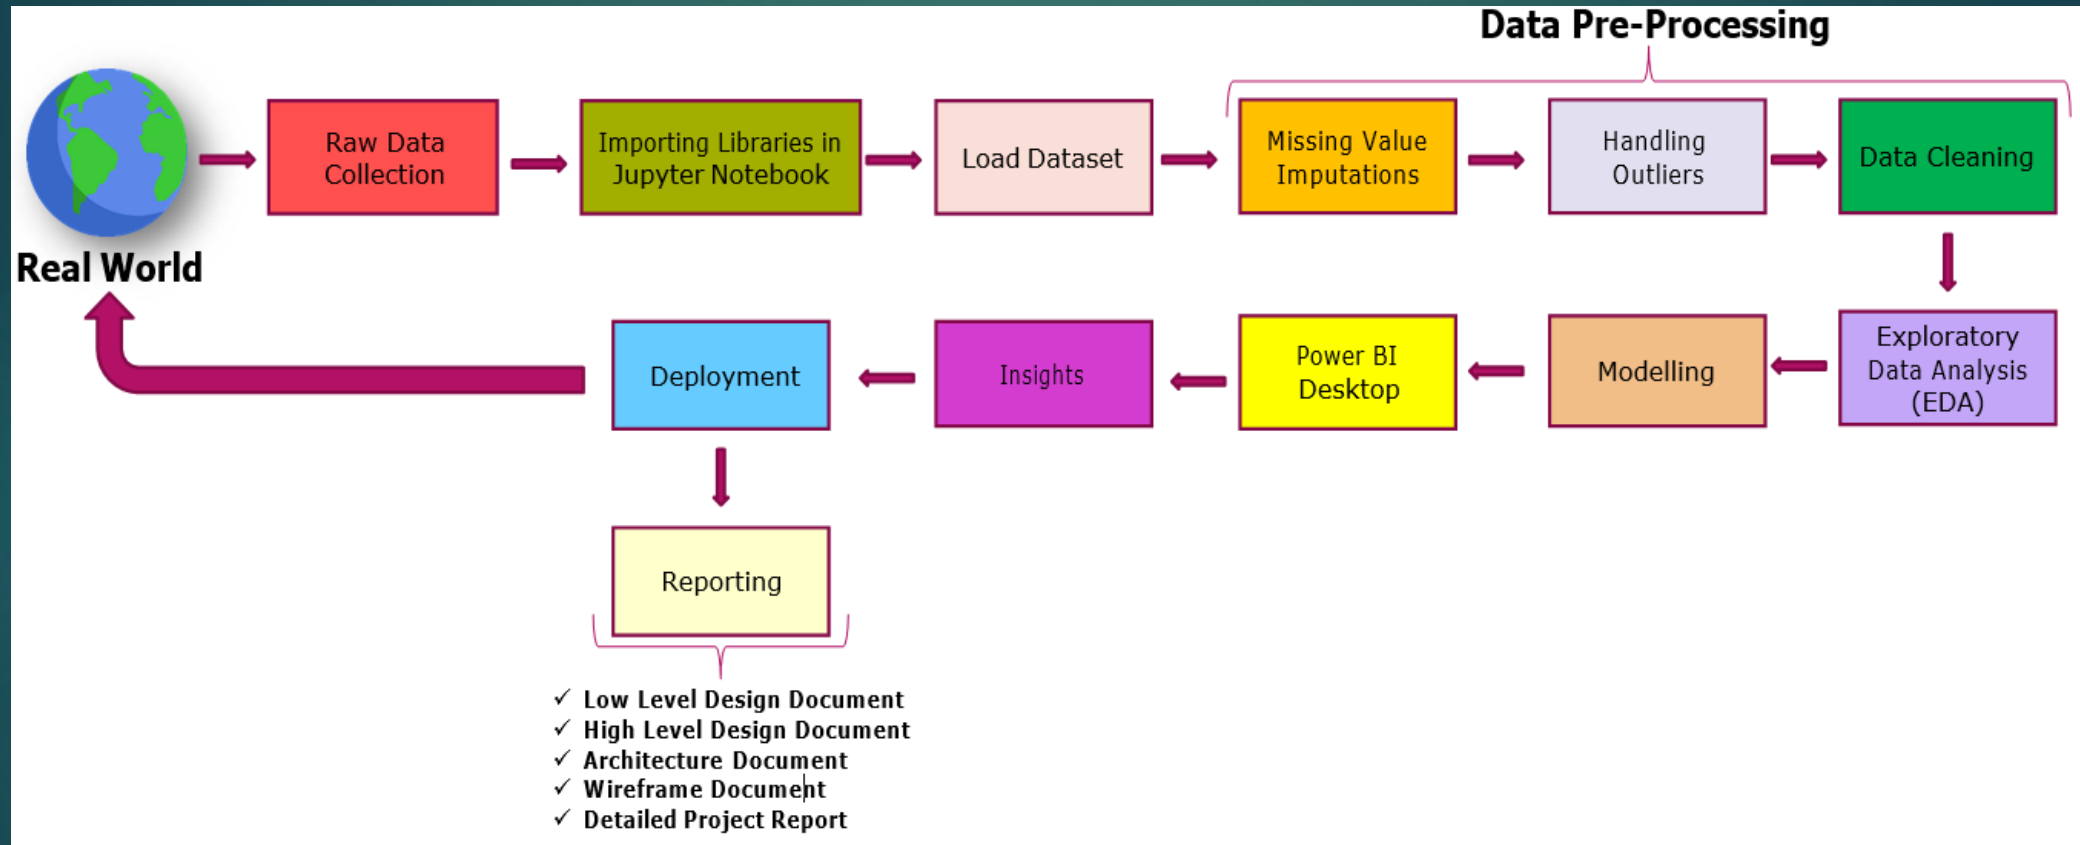 Data Pre-Processing
Raw Data
Collection
Importing Libraries in
Jupyter Notebook
Load Dataset
Missing Value
Imputations
Handling
Outliers
Data Cleaning
Real World
Exploratory
Data Analysis
(EDA)
Modelling
Power BI
Desktop
Insights
Deployment
Reporting
✓ Low Level Design Document
✓ High Level Design Document
✓ Architecture Document
✓ Wireframe Document
✓ Detailed Project Report